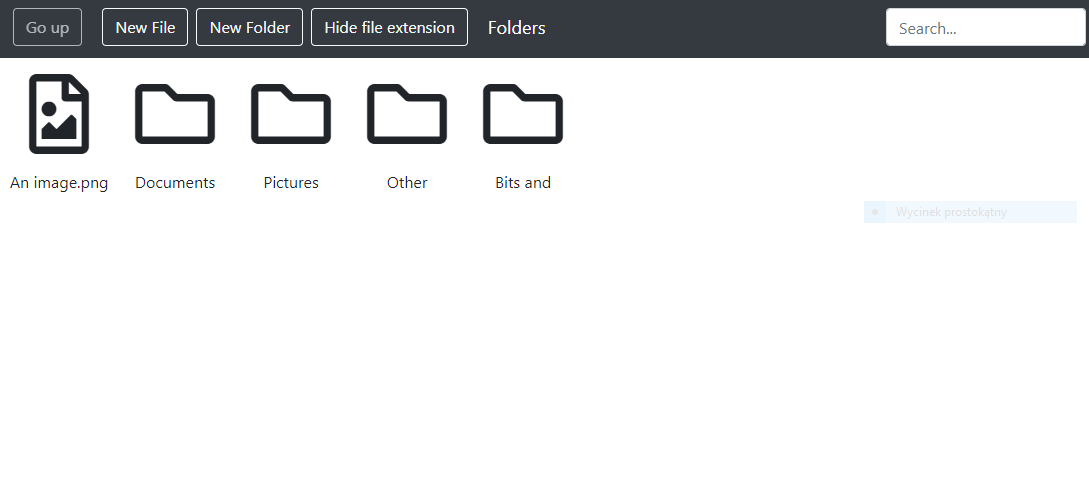 Go up
New File
New Folder
Hide file extension
Folders
Search...
An image.png
Documents
Pictures
Other
Bits and
Wycinek prostokątny